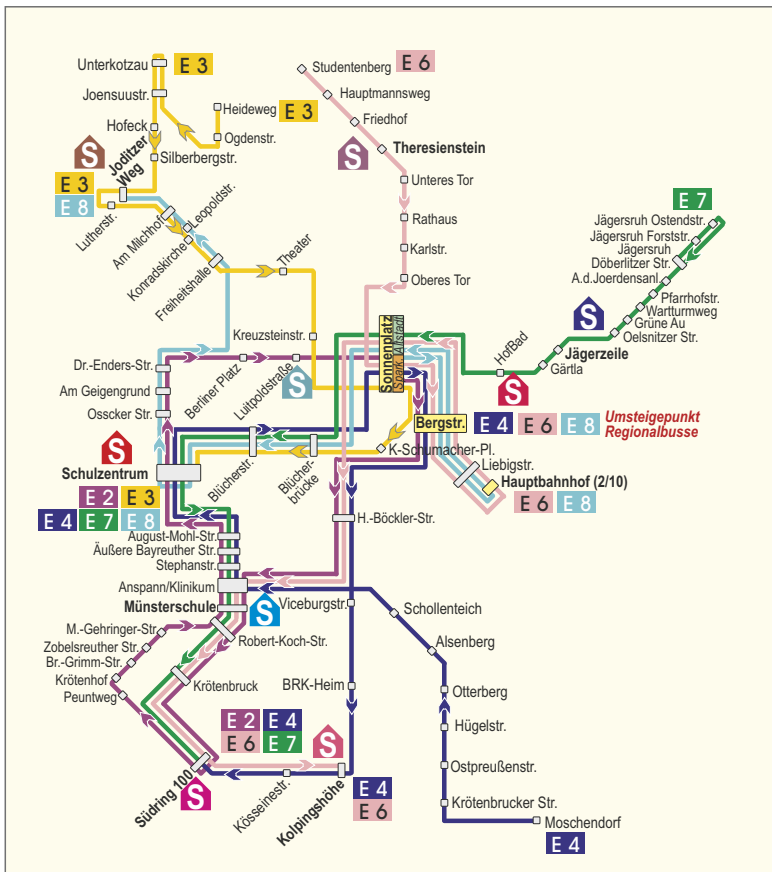 Unterkotzau
E 3
Studentenberg
E 6
Joensuustr.
Hauptmannsweg
Heideweg
E 3
Hofeck
Ogdenstr.
Friedhof
Silberbergstr.
S
Joditzer
Weg
S
Theresienstein
E 3
E 8
Unteres Tor
E 7
Lutherstr.
Am Milchhof
Leopoldstr.
Konradskirche
Freiheitshalle
Theater
Rathaus
Karlstr.
Oberes Tor
Jägersruh Ostendstr.
Jägersruh Forststr.
Jägersruh
Döberlitzer Str.
A.d.Joerdensanl.
Pfarrhofstr.
Wartturmweg
Grüne Au
Oelsnitzer Str.
S
Jägerzeile
Gärtla
HofBad
S
Kreuzsteinstr.
Sonnenplatz
Altstadt
Spark.
Dr.-Enders-Str.
Am Geigengrund
Osscker Str.
Berliner Platz
Luitpoldstraße
S
Bergstr.
E 4
E 6
E 8
Umsteigepunkt
Regionalbusse
S
K-Schumacher-Pl.
Schulzentrum
Blücherstr.
Blücher-
brücke
Liebigstr.
Hauptbahnhof (2/10)
E 6
E 8
E 2
E 3
E 4
E 7
E 8
H.-Böckler-Str.
August-Mohl-Str.
Äußere Bayreuther Str.
Stephanstr.
Anspann/Klinikum
Münsterschule
S
Viceburgstr.
Schollenteich
M.-Gehringer-Str.
Robert-Koch-Str.
Alsenberg
Zobelsreuther Str.
Br.-Grimm-Str.
Krötenhof
Peuntweg
Krötenbruck
BRK-Heim
Otterberg
Hügelstr.
E 2
E 4
E 6
E 7
S
Ostpreußenstr.
Südring 100
S
Kösseinestr.
Kolpingshöhe
E 4
E 6
Krötenbrucker Str.
Moschendorf
E 4